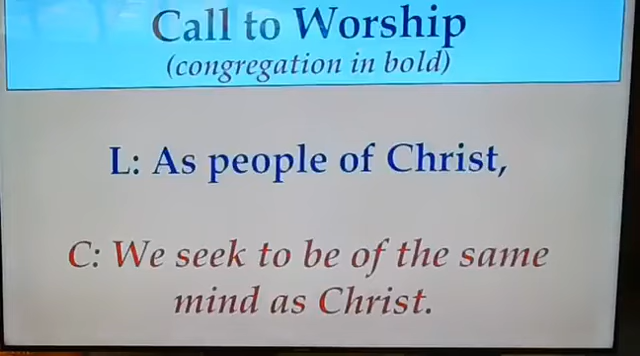 Call to Worship
(congregation in bold)
L: As people of Christ,
C: We seek to be of the same
mind as Christ.